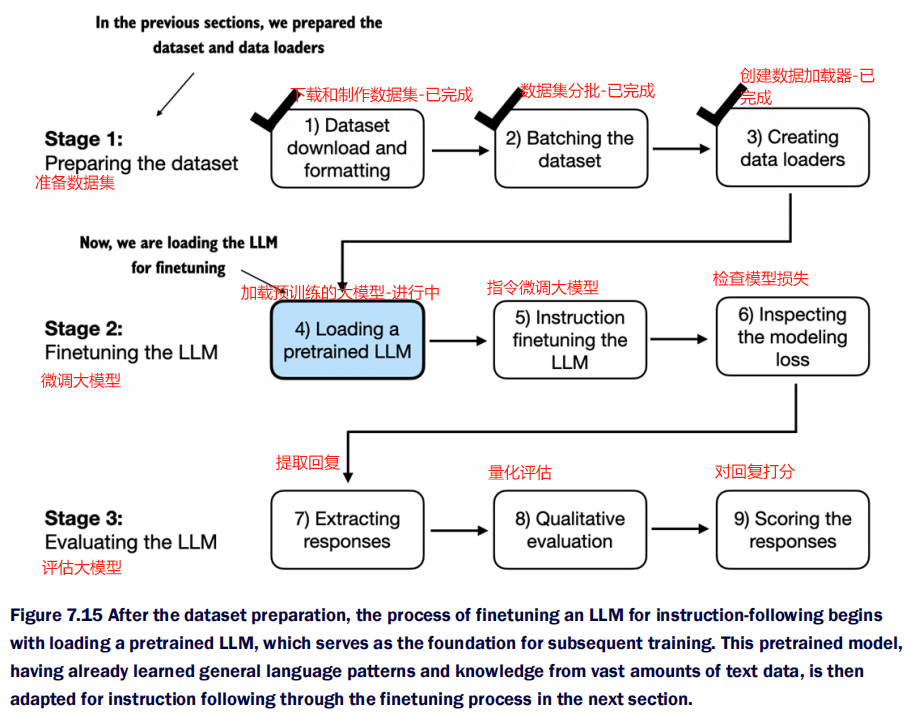 In the previous sections, we prepared the
dataset and data loaders
下载和制作数据集-已完成
数据集分批-已完成
创建数据加载器-已
完成
Stage 1:
Preparing the dataset
准备数据集
1) Dataset
download and
formatting
2) Batching the
dataset
3) Creating
data loaders
Now, we are loading the LLM
for finetuning
加载预训练的大模型-进行中
指令微调大模型
检查模型损失
Stage 2:
Finetuning the LLM
微调大模型
4) Loading a
pretrained LLM
5) Instruction
finetuning the
LLM
6) Inspecting
the modeling
loss
提取回复
量化评估
对回复打分
Stage 3:
Evaluating the LLM
评估大模型
7) Extracting
responses
8) Qualitative
evaluation
9) Scoring the
responses
Figure 7.15 After the dataset preparation, the process of finetuning an LLM for instruction-following begins
with loading a pretrained LLM, which serves as the foundation for subsequent training. This pretrained model,
having already learned general language patterns and knowledge from vast amounts of text data, is then
adapted for instruction following through the finetuning process in the next section.